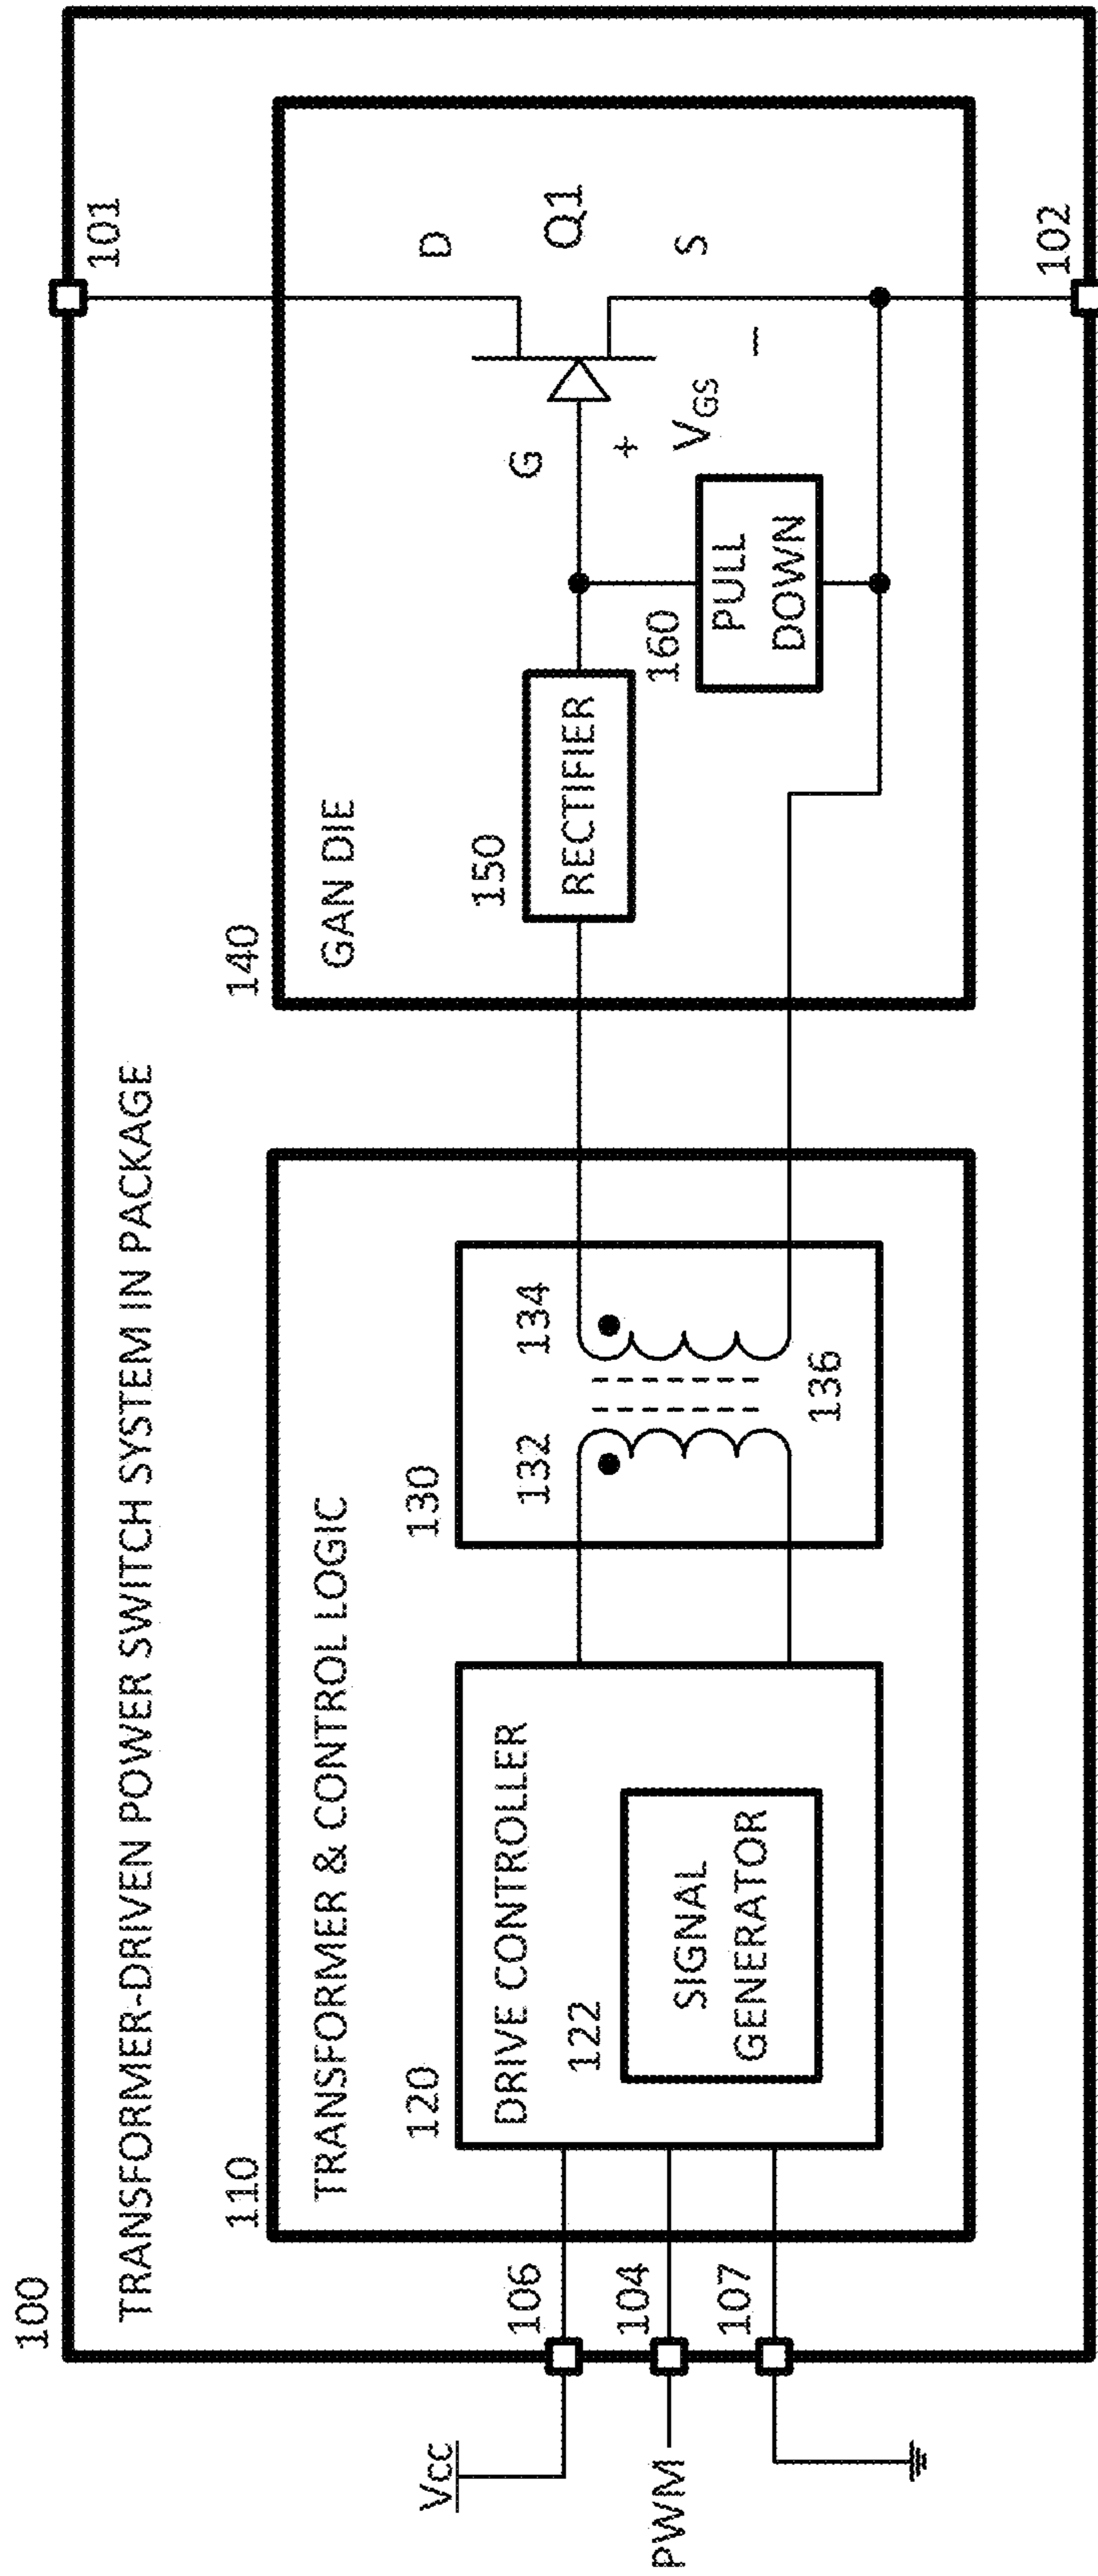 100
TRANSFORMER-DRIVEN POWER SWITCH SYSTEM IN PACKAGE
101
110
TRANSFORMER & CONTROL LOGIC
140
GAN DIE
VCC
106
PWM
104
107
120
DRIVE CONTROLLER
122
SIGNAL
GENERATOR
130
132
134
136
150
RECTIFIER
160
PULL
DOWN
G
+
VGS
–
D
Q1
S
102